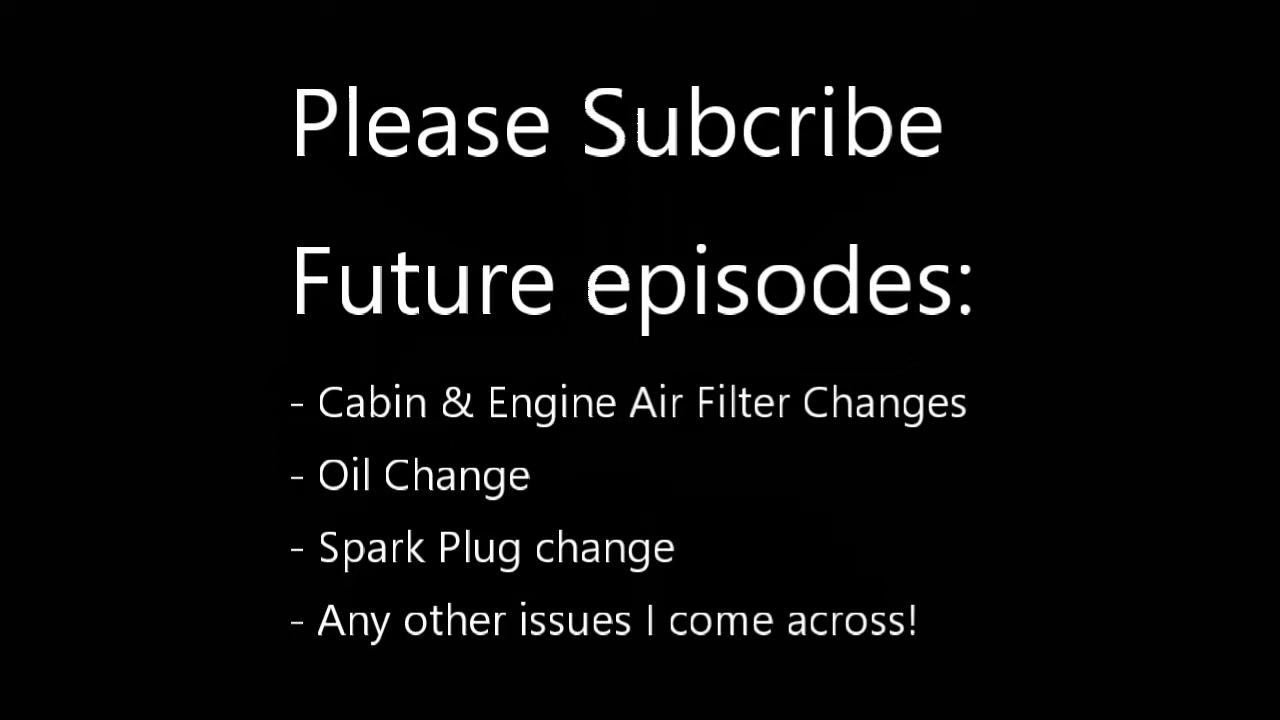 Please Subcribe
Future episodes:
- Cabin & Engine Air Filter Changes
- Oil Change
- Spark Plug change
- Any other issues I come across!